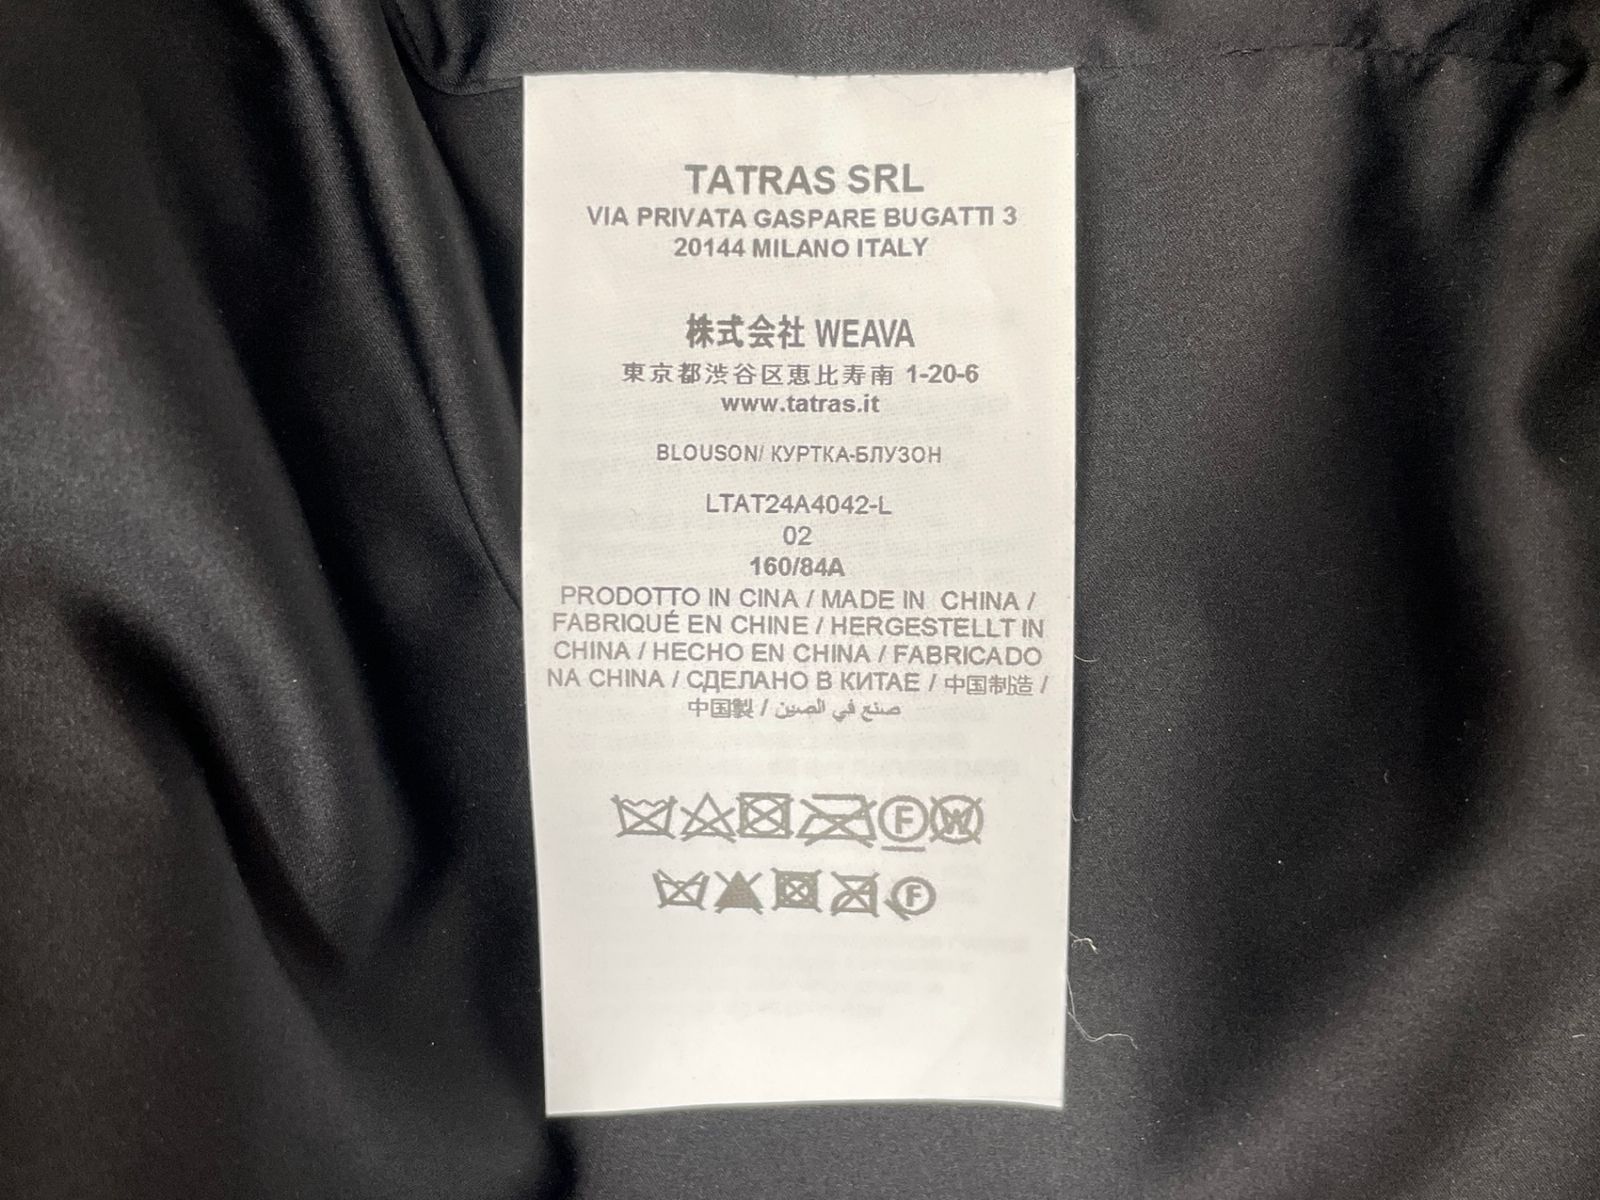 TATRAS SRL
VIA PRIVATA GASPARE BUGATTI 3
20144 MILANO ITALY
株式会社 WEAVA
東京都渋谷区恵比寿南 1-20-6
www.tatras.it
BLOUSON/ КУРТКА-БЛУЗОН
LTAT24A4042-L
02
160/84A
PRODOTTO IN CINA / MADE IN CHINA /
FABRIQUÉ EN CHINE / HERGESTELLT IN
CHINA / HECHO EN CHINA / FABRICADO
NA CHINA / СДЕЛАНО В КИТАЕ / 中国制造 /
中国製 / صنع في الصين
F W
F